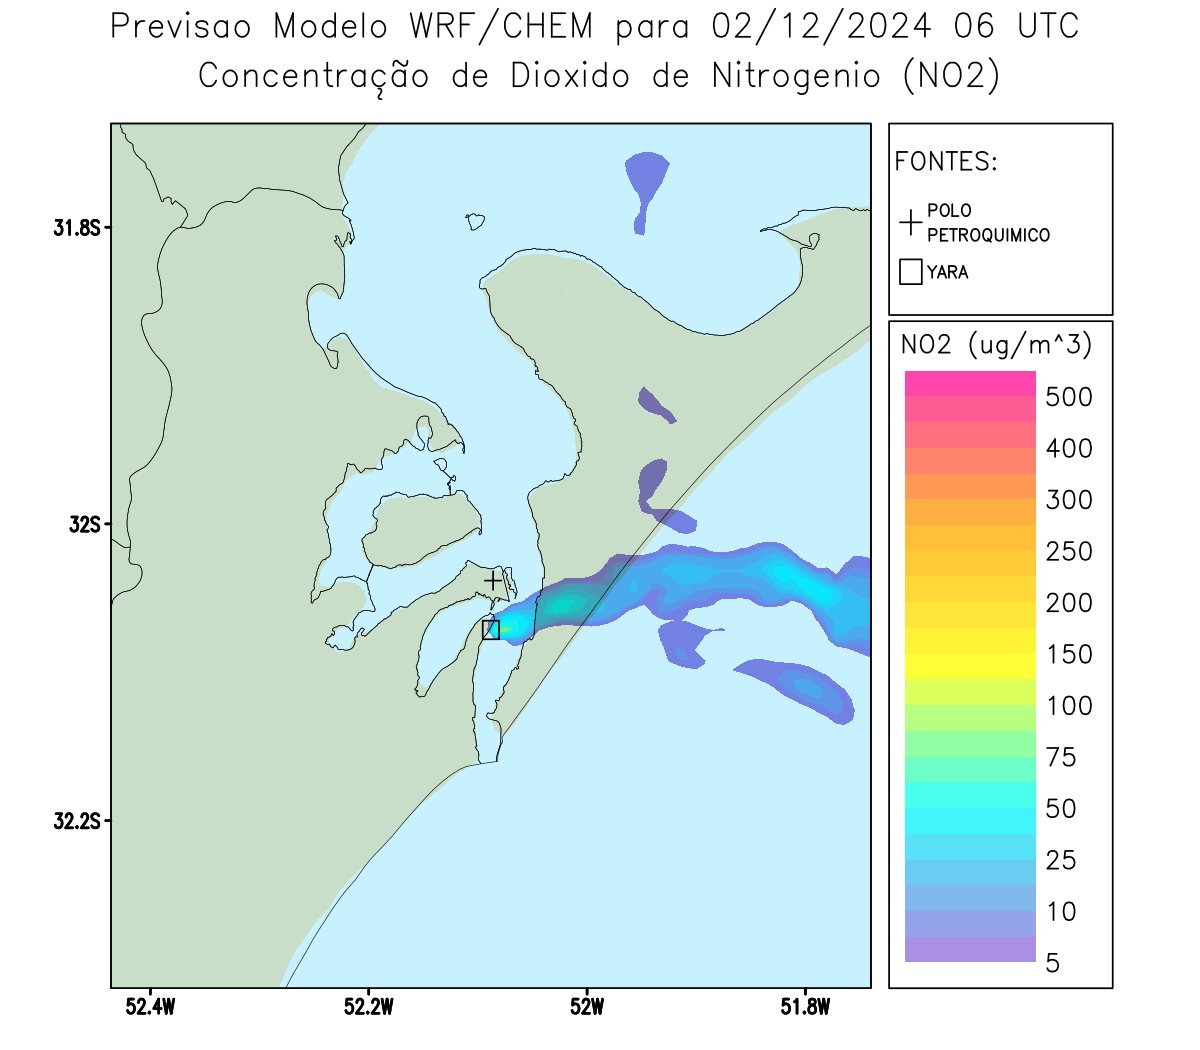 Previsao Modelo WRF/CHEM para 02/12/2024 06 UTC
Concentração de Dioxido de Nitrogenio (NO2)
FONTES:
POLO
PETROQUIMICO
YARA
NO2 (ug/m^3)
500
400
300
250
200
150
100
75
50
25
10
5
31.8S
32S
32.2S
52.4W
52.2W
52W
51.8W